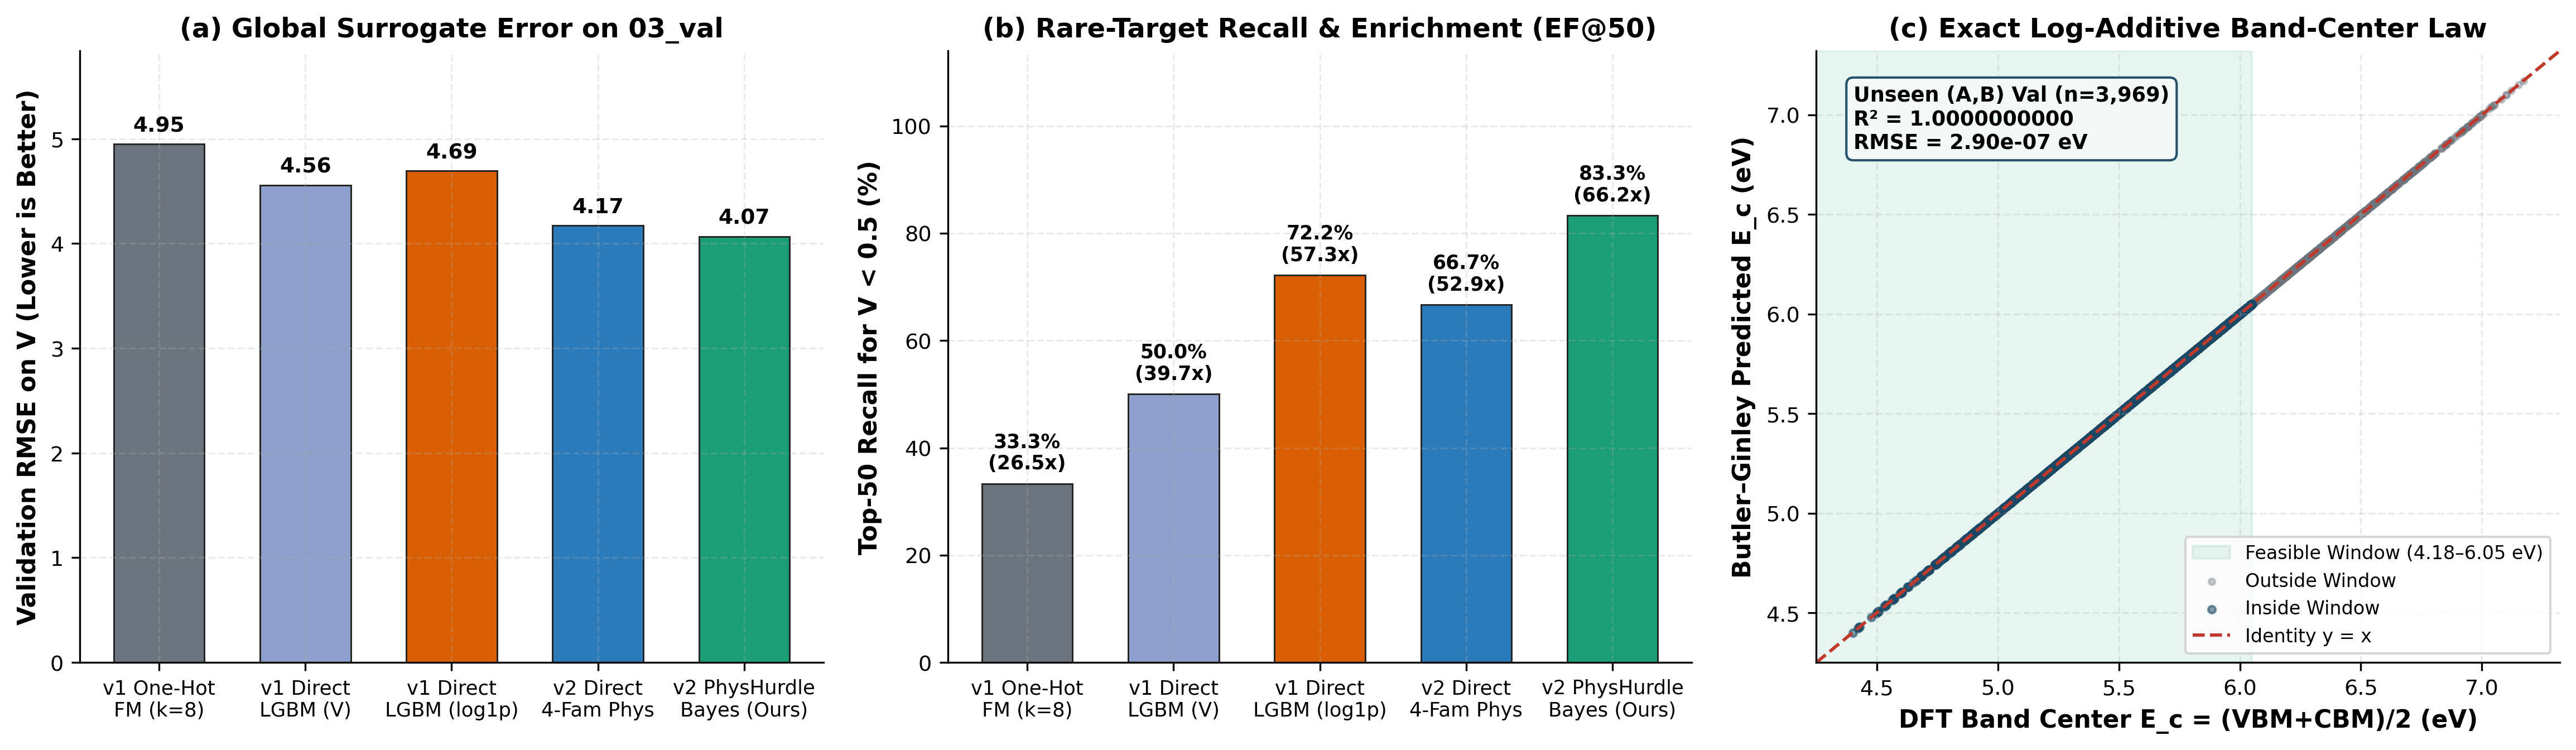 (a) Global Surrogate Error on 03_val
Validation RMSE on V (Lower is Better)
5
4
3
2
1
0
4.95
4.56
4.69
4.17
4.07
v1 One-Hot
FM (k=8)
v1 Direct
LGBM (V)
v1 Direct
LGBM (log1p)
v2 Direct
4-Fam Phys
v2 PhysHurdle
Bayes (Ours)
(b) Rare-Target Recall & Enrichment (EF@50)
Top-50 Recall for V < 0.5 (%)
100
80
60
40
20
0
33.3%
(26.5x)
50.0%
(39.7x)
72.2%
(57.3x)
66.7%
(52.9x)
83.3%
(66.2x)
v1 One-Hot
FM (k=8)
v1 Direct
LGBM (V)
v1 Direct
LGBM (log1p)
v2 Direct
4-Fam Phys
v2 PhysHurdle
Bayes (Ours)
(c) Exact Log-Additive Band-Center Law
Butler–Ginley Predicted E_c (eV)
7.0
6.5
6.0
5.5
5.0
4.5
Unseen (A,B) Val (n=3,969)
R² = 1.0000000000
RMSE = 2.90e-07 eV
Feasible Window (4.18–6.05 eV)
Outside Window
Inside Window
Identity y = x
4.5
5.0
5.5
6.0
6.5
7.0
DFT Band Center E_c = (VBM+CBM)/2 (eV)